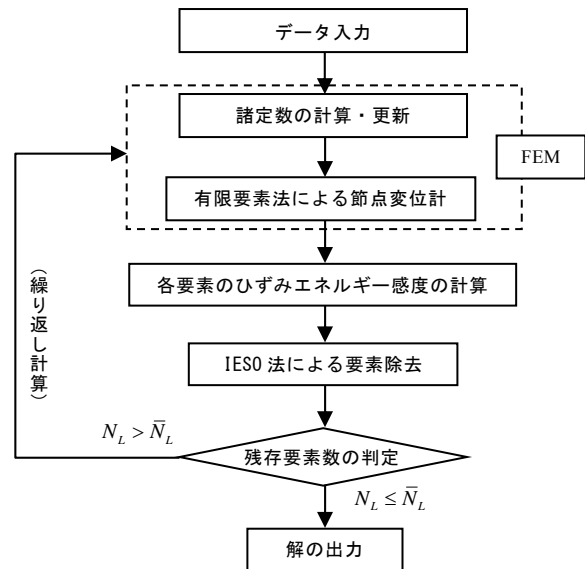 データ入力
諸定数の計算・更新
FEM
有限要素法による節点変位計
各要素のひずみエネルギー感度の計算
(繰り返し計算)
IESO 法による要素除去
N_L > N̄_L
残存要素数の判定
N_L ≤ N̄_L
解の出力